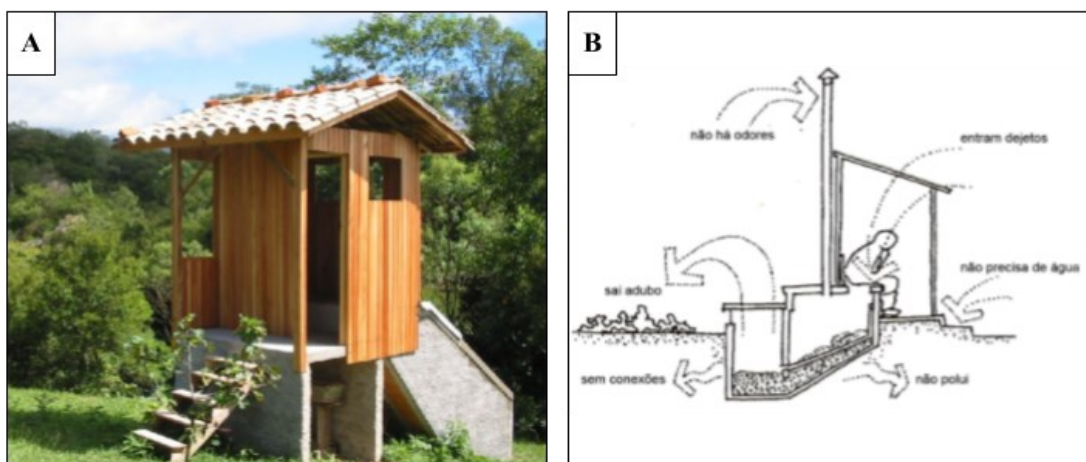 A
B
não há odores
entram dejetos
não precisa de água
sai adubo
sem conexões
não polui